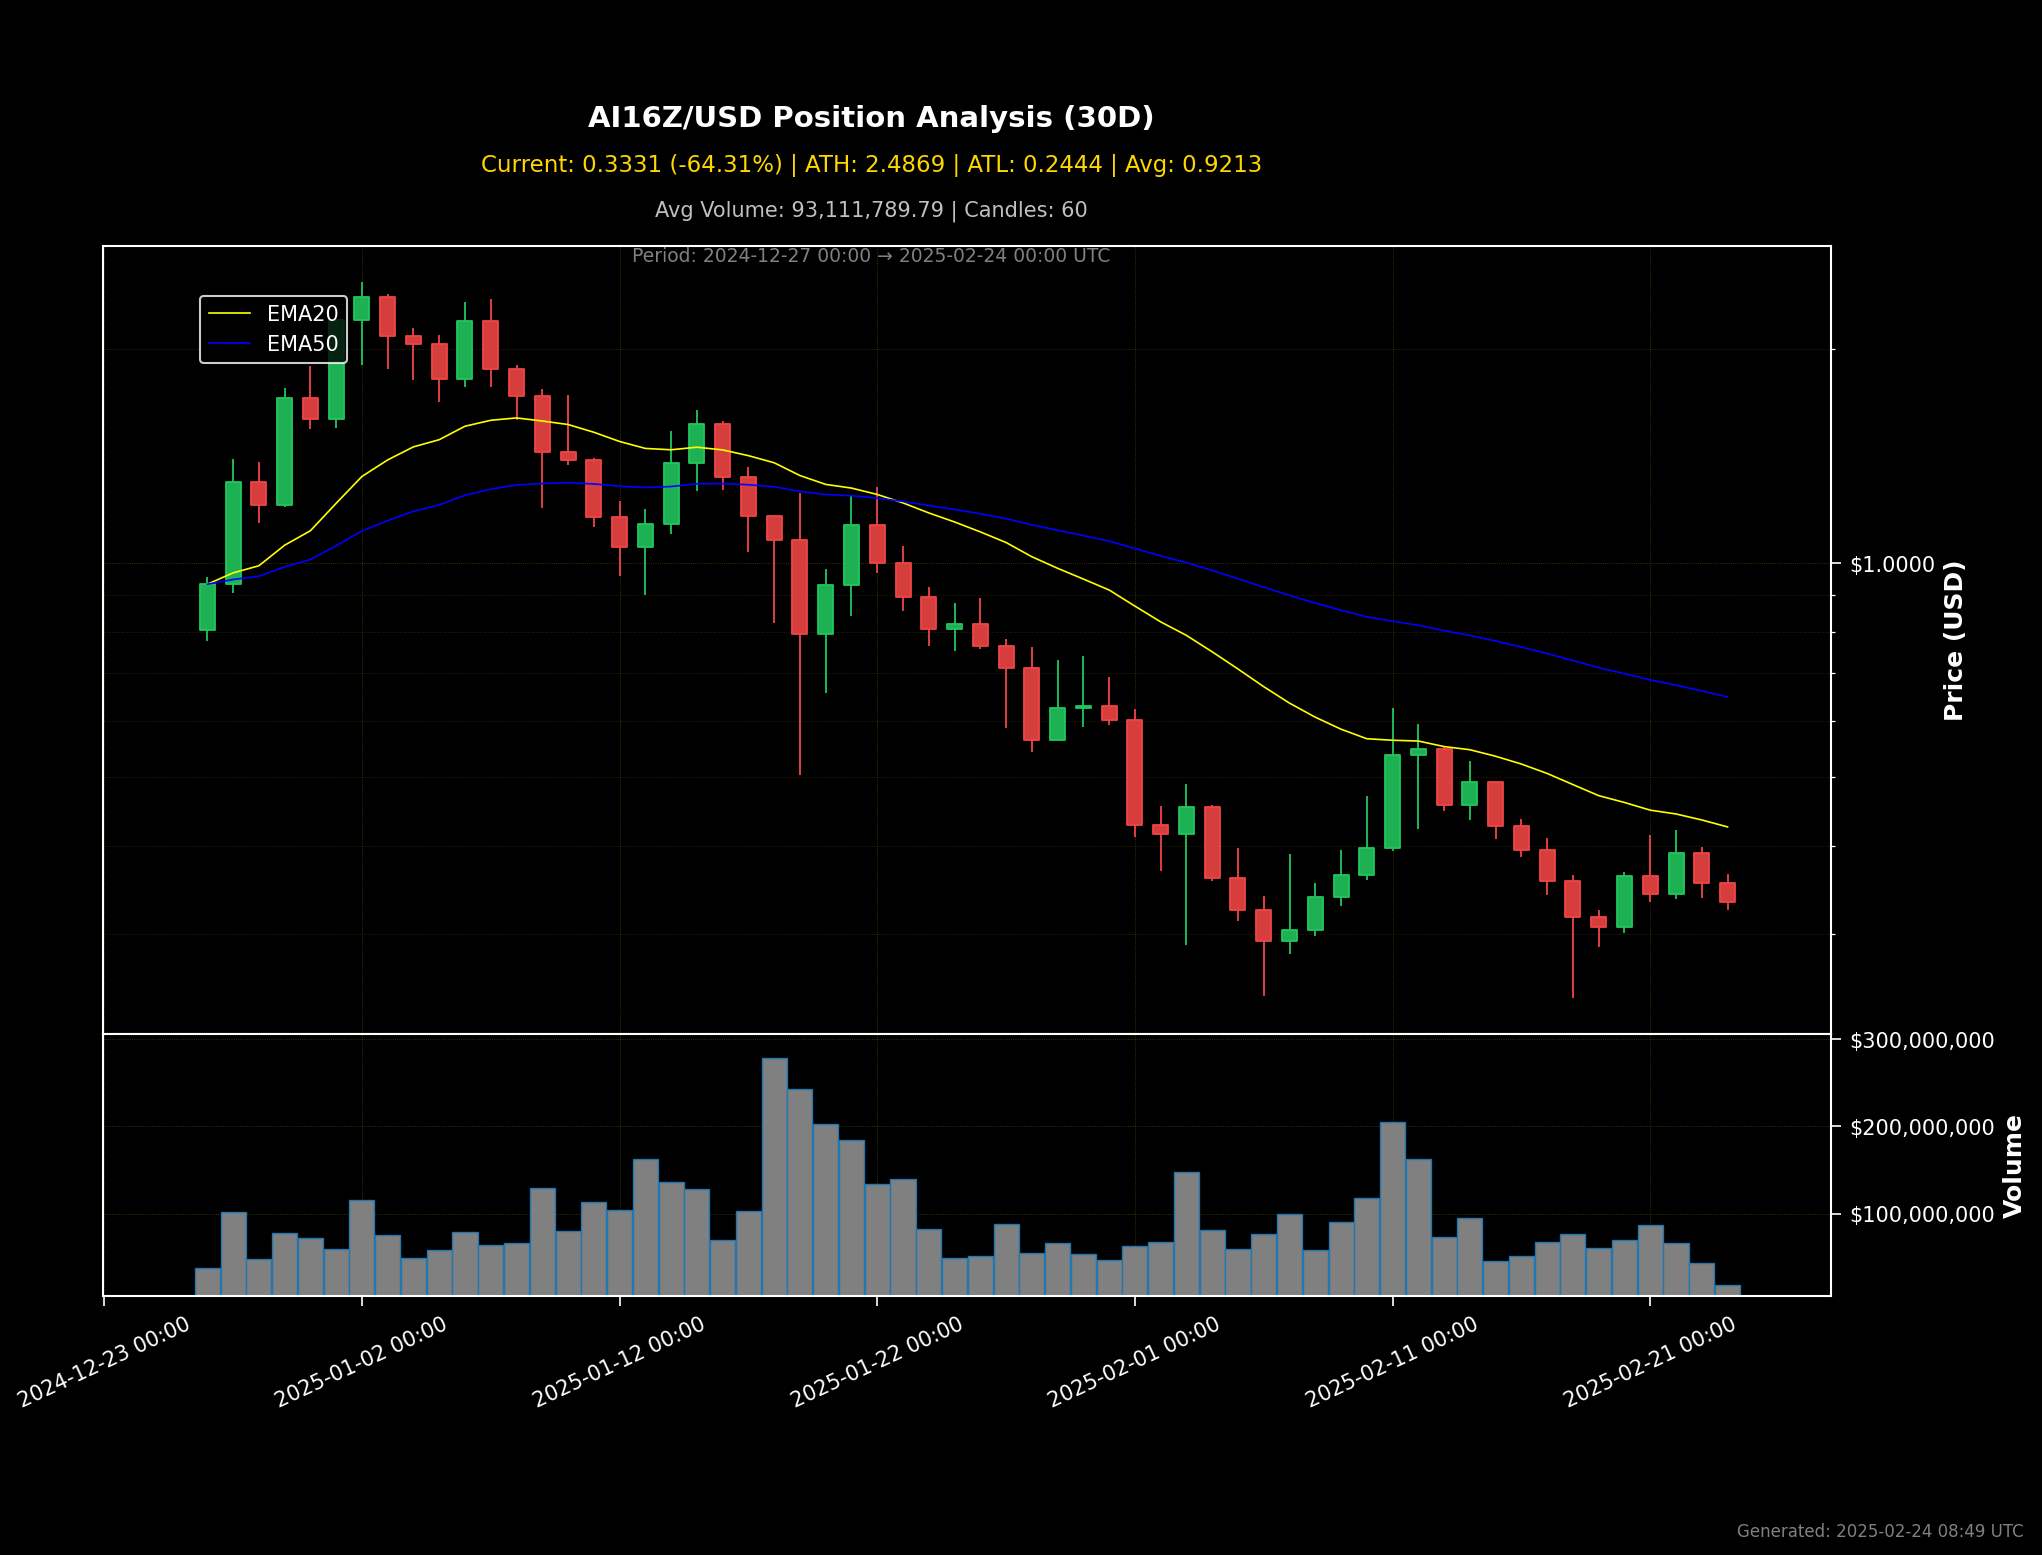 AI16Z/USD Position Analysis (30D)
Current: 0.3331 (-64.31%) | ATH: 2.4869 | ATL: 0.2444 | Avg: 0.9213
Avg Volume: 93,111,789.79 | Candles: 60
Period: 2024-12-27 00:00 → 2025-02-24 00:00 UTC
EMA20
EMA50
$1.0000
Price (USD)
$300,000,000
$200,000,000
$100,000,000
Volume
2024-12-23 00:00
2025-01-02 00:00
2025-01-12 00:00
2025-01-22 00:00
2025-02-01 00:00
2025-02-11 00:00
2025-02-21 00:00
Generated: 2025-02-24 08:49 UTC